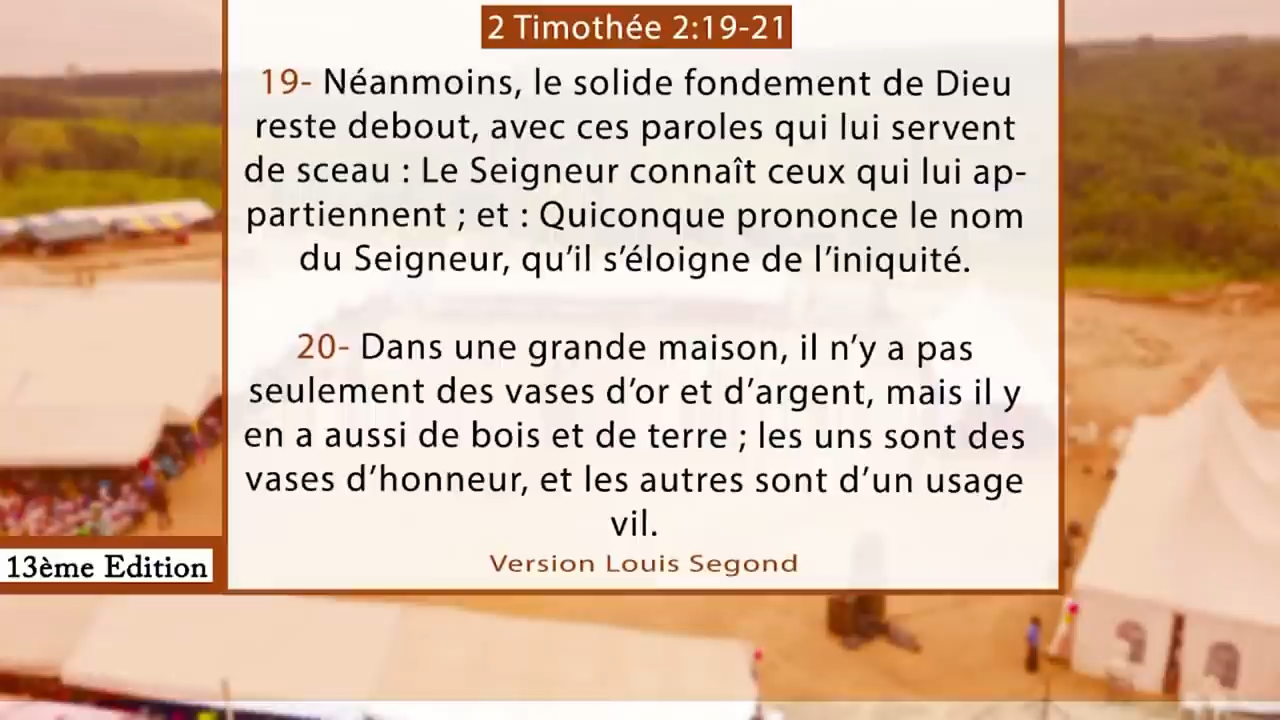 2 Timothée 2:19-21
19- Néanmoins, le solide fondement de Dieu
reste debout, avec ces paroles qui lui servent
de sceau : Le Seigneur connaît ceux qui lui ap-
partiennent ; et : Quiconque prononce le nom
du Seigneur, qu’il s’éloigne de l’iniquité.
20- Dans une grande maison, il n’y a pas
seulement des vases d’or et d’argent, mais il y
en a aussi de bois et de terre ; les uns sont des
vases d’honneur, et les autres sont d’un usage
vil.
Version Louis Segond
13ème Edition